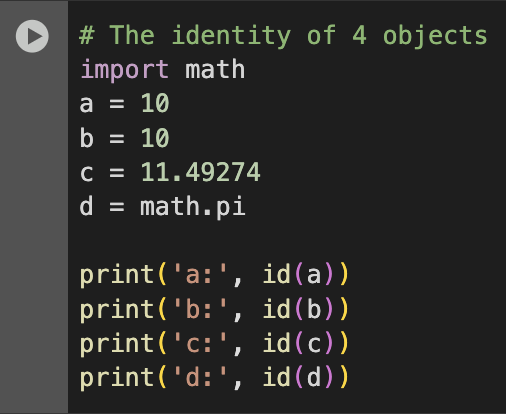 # The identity of 4 objects
import math
a = 10
b = 10
c = 11.49274
d = math.pi
print('a:', id(a))
print('b:', id(b))
print('c:', id(c))
print('d:', id(d))